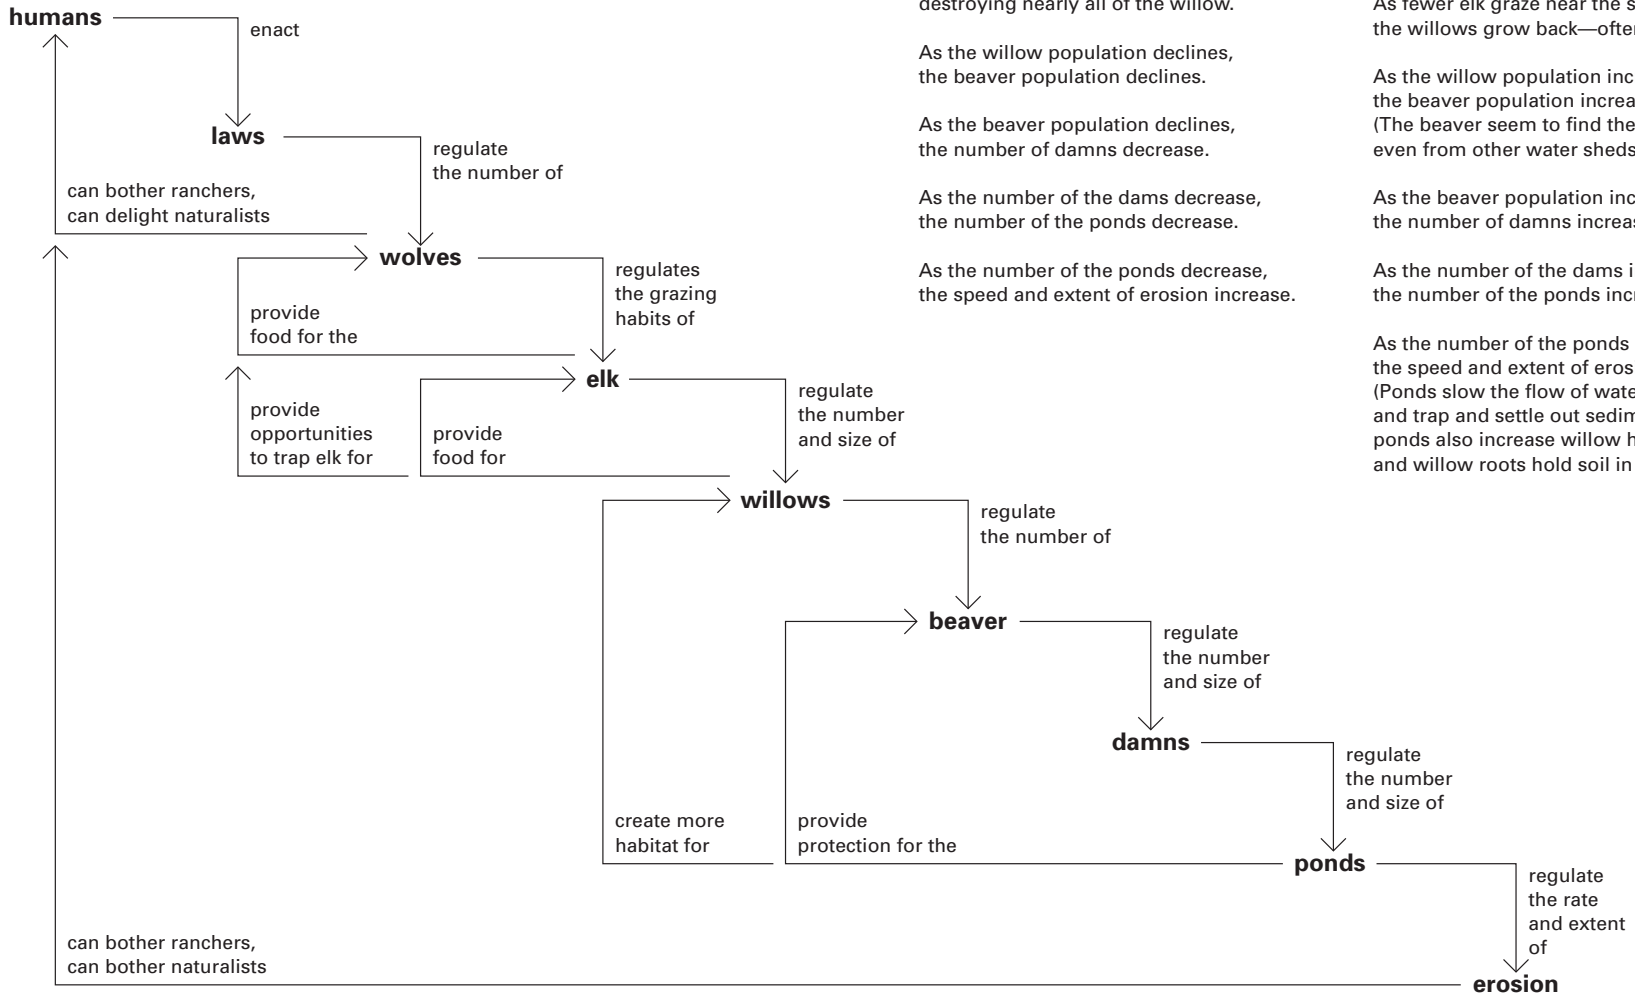 humans
enact
laws
regulate
the number of
can bother ranchers,
can delight naturalists
wolves
regulates
the grazing
habits of
provide
food for the
elk
regulate
the number
and size of
provide
opportunities
to trap elk for
provide
food for
willows
regulate
the number of
beaver
regulate
the number
and size of
damns
regulate
the number
and size of
create more
habitat for
provide
protection for the
ponds
regulate
the rate
and extent
of
can bother ranchers,
can bother naturalists
erosion
destroying nearly all of the willow.
As the willow population declines,
the beaver population declines.
As the beaver population declines,
the number of damns decrease.
As the number of the dams decrease,
the number of the ponds decrease.
As the number of the ponds decrease,
the speed and extent of erosion increase.
As fewer elk graze near the
the willows grow back—
As the willow population
the beaver population
(The beaver seem to find the
even from other water sheds
As the beaver population
the number of damns
As the number of the dams
the number of the ponds
As the number of the ponds
the speed and extent of
(Ponds slow the flow of
and trap and settle out
ponds also increase willow
and willow roots hold soil in